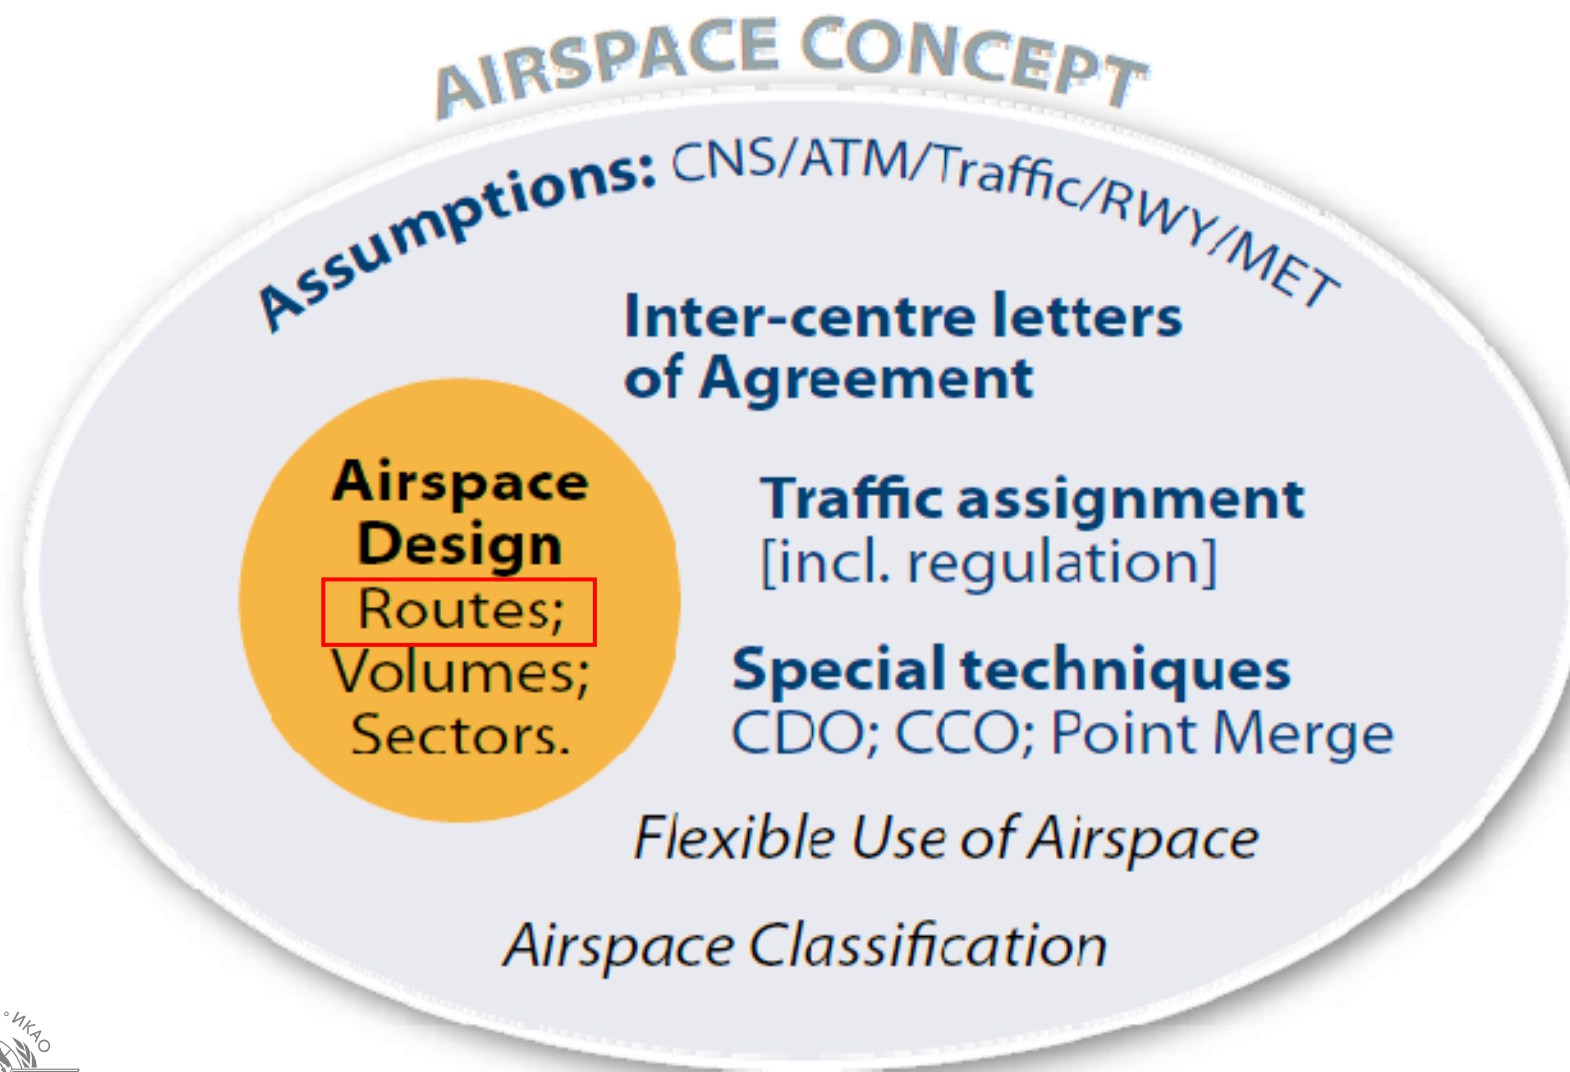 AIRSPACE CONCEPT
Assumptions: CNS/ATM/Traffic/RWY/MET
Inter-centre letters
of Agreement
Airspace
Design
Routes;
Volumes;
Sectors.
Traffic assignment
[incl. regulation]
Special techniques
CDO; CCO; Point Merge
Flexible Use of Airspace
Airspace Classification
ИКАО